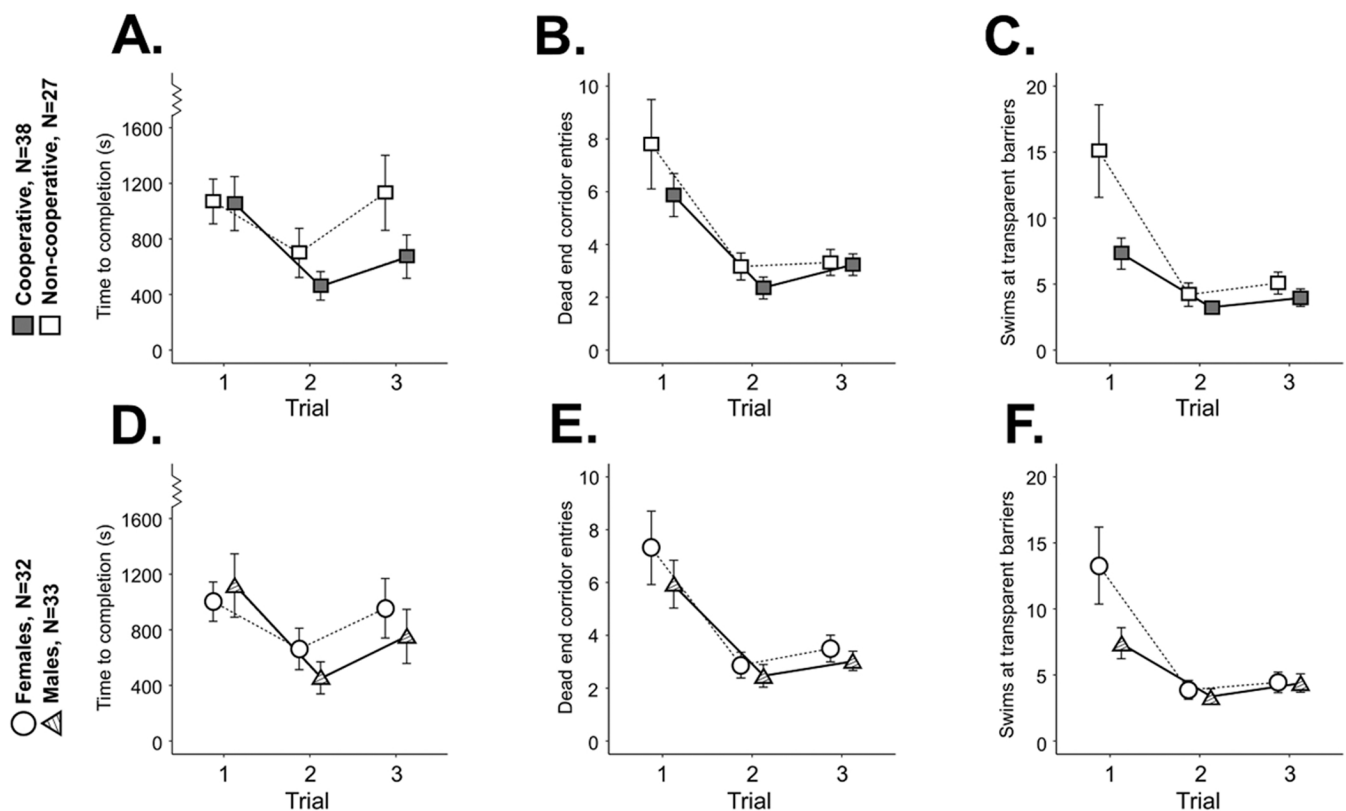 A.
B.
C.
Cooperative, N=38
Non-cooperative, N=27
Time to completion (s)
1600
1200
800
400
0
1
2
3
Trial
Dead end corridor entries
10
8
6
4
2
0
1
2
3
Trial
Swims at transparent barriers
20
15
10
5
0
1
2
3
Trial
D.
E.
F.
Females, N=32
Males, N=33
Time to completion (s)
1600
1200
800
400
0
1
2
3
Trial
Dead end corridor entries
10
8
6
4
2
0
1
2
3
Trial
Swims at transparent barriers
20
15
10
5
0
1
2
3
Trial